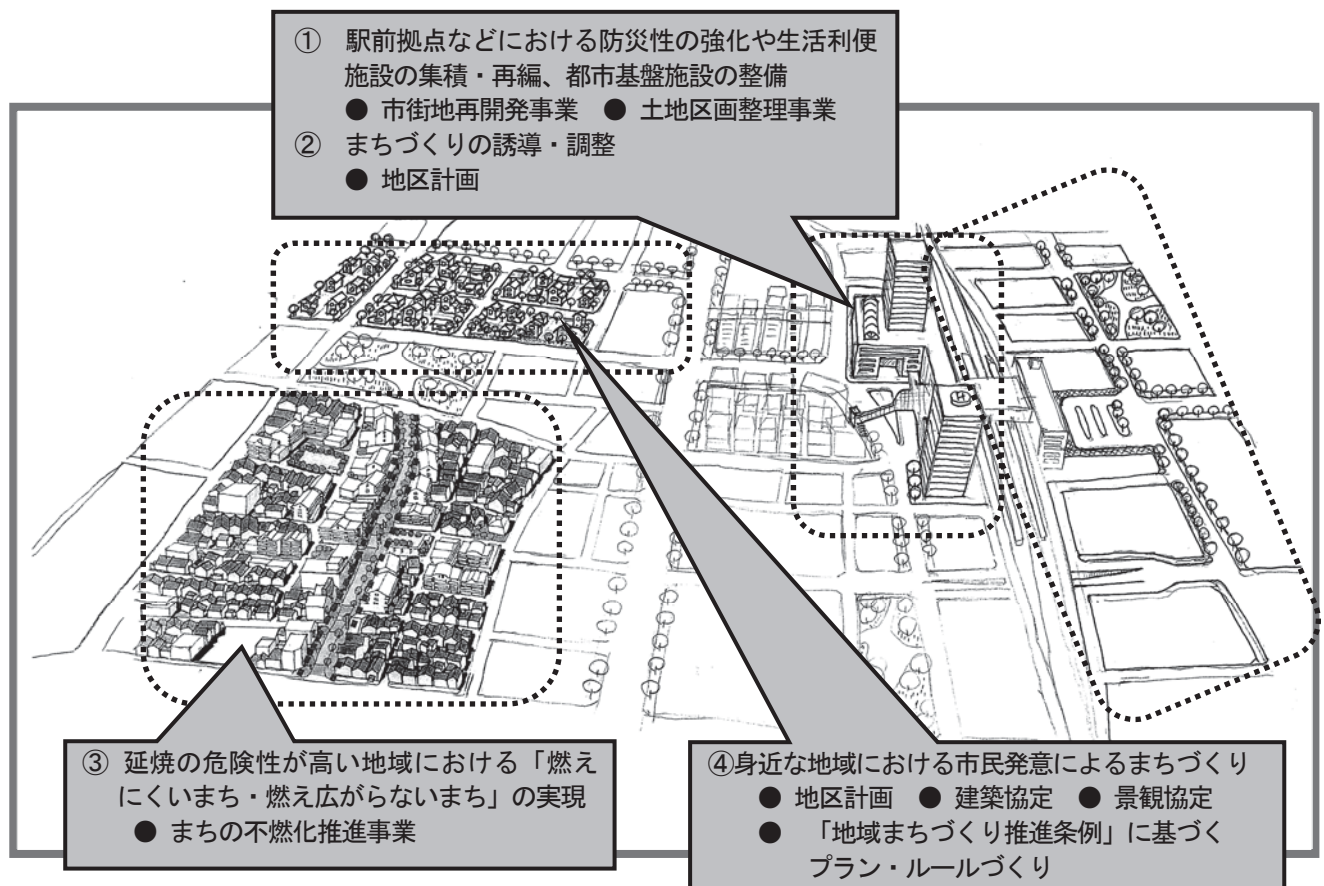 ① 駅前拠点などにおける防災性の強化や生活利便
施設の集積・再編、都市基盤施設の整備
● 市街地再開発事業 ● 土地区画整理事業
② まちづくりの誘導・調整
● 地区計画
③ 延焼の危険性が高い地域における「燃え
にくいまち・燃え広がらないまち」の実現
● まちの不燃化推進事業
④身近な地域における市民発意によるまちづくり
● 地区計画 ● 建築協定 ● 景観協定
● 「地域まちづくり推進条例」に基づく
プラン・ルールづくり